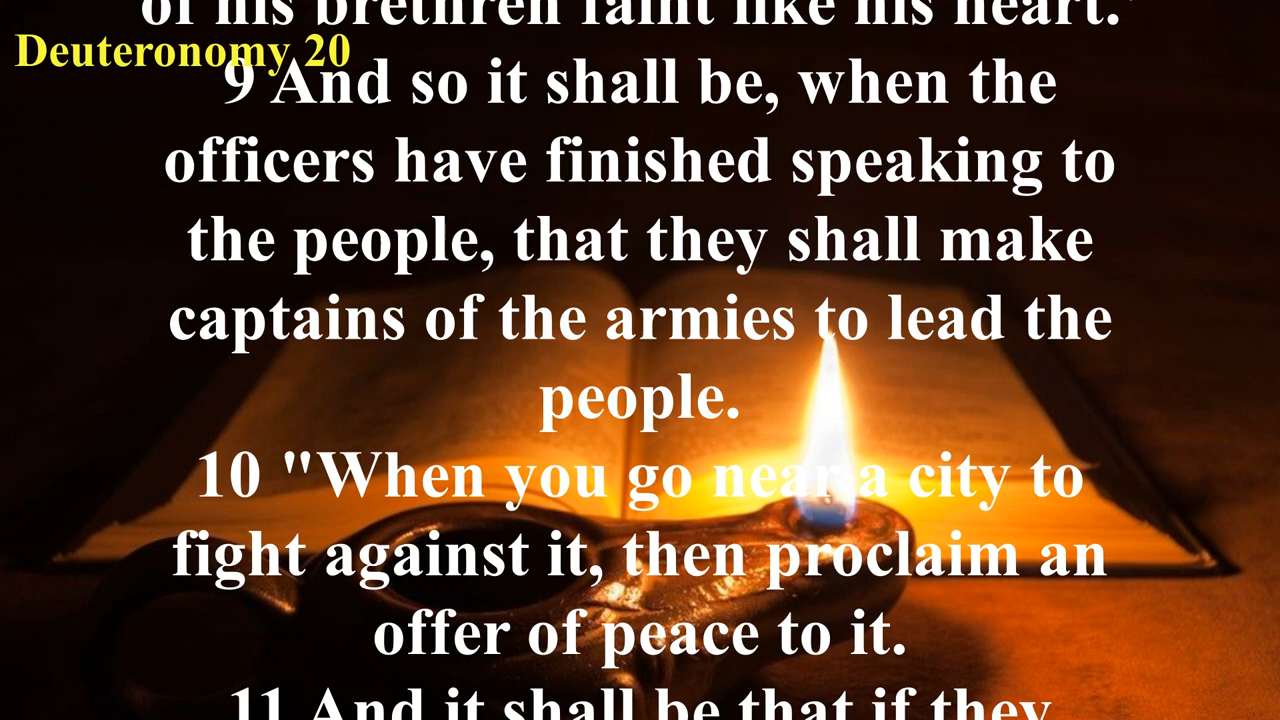 of his brethren faint like his heart.'
Deuteronomy 20
9 And so it shall be, when the
officers have finished speaking to
the people, that they shall make
captains of the armies to lead the
people.
10 "When you go near a city to
fight against it, then proclaim an
offer of peace to it.
11 And it shall be that if they